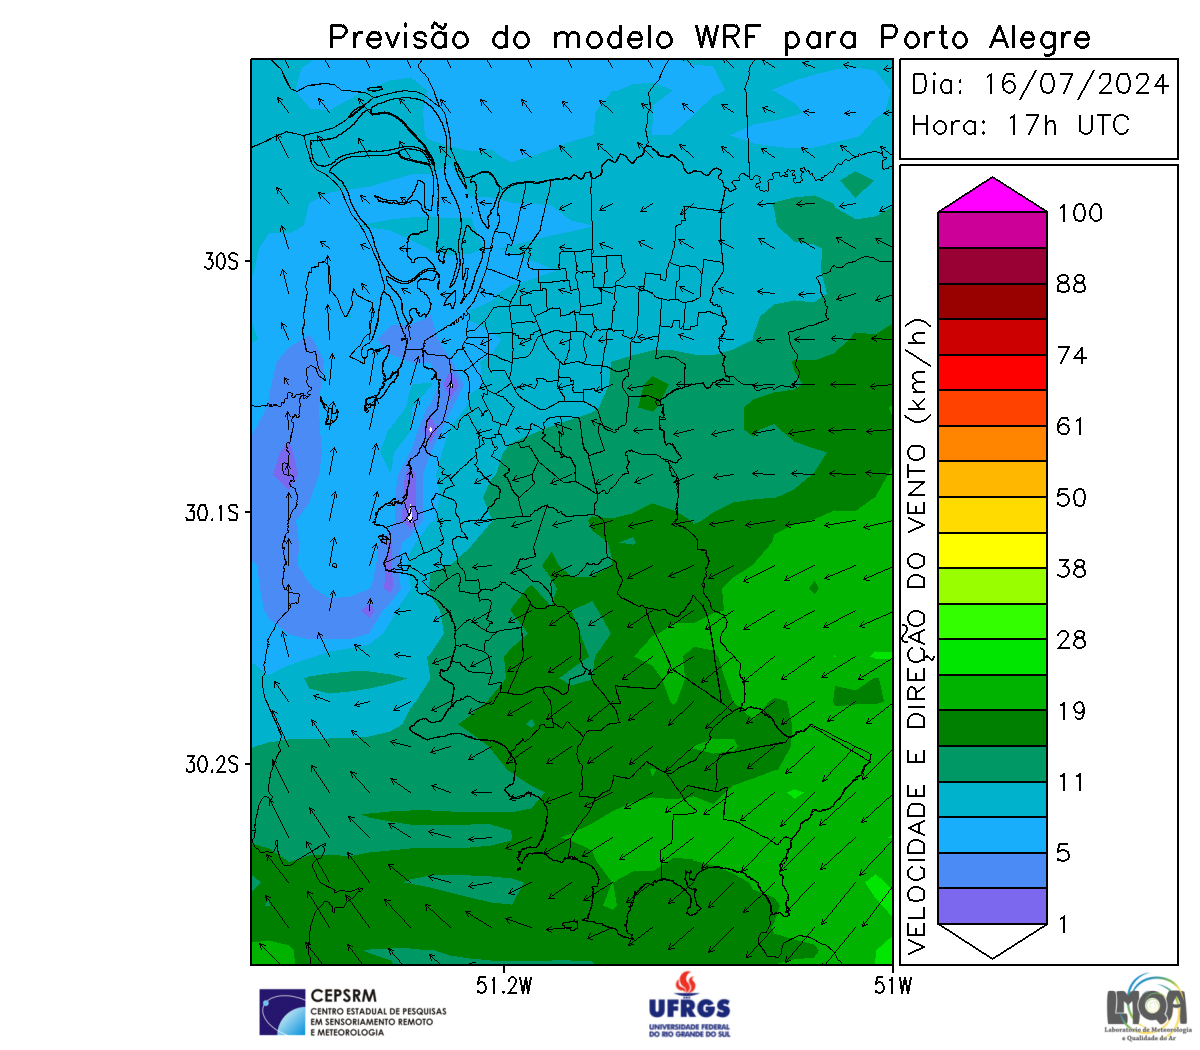 Previsão do modelo WRF para Porto Alegre
Dia: 16/07/2024
Hora: 17h UTC
30S
30.1S
30.2S
51.2W
51W
VELOCIDADE E DIREÇÃO DO VENTO (km/h)
100
88
74
61
50
38
28
19
11
5
1
CEPSRM
CENTRO ESTADUAL DE PESQUISAS
EM SENSORIAMENTO REMOTO
E METEOROLOGIA
UFRGS
UNIVERSIDADE FEDERAL
DO RIO GRANDE DO SUL
LMQA
Laboratório de Meteorologia
e Qualidade do Ar